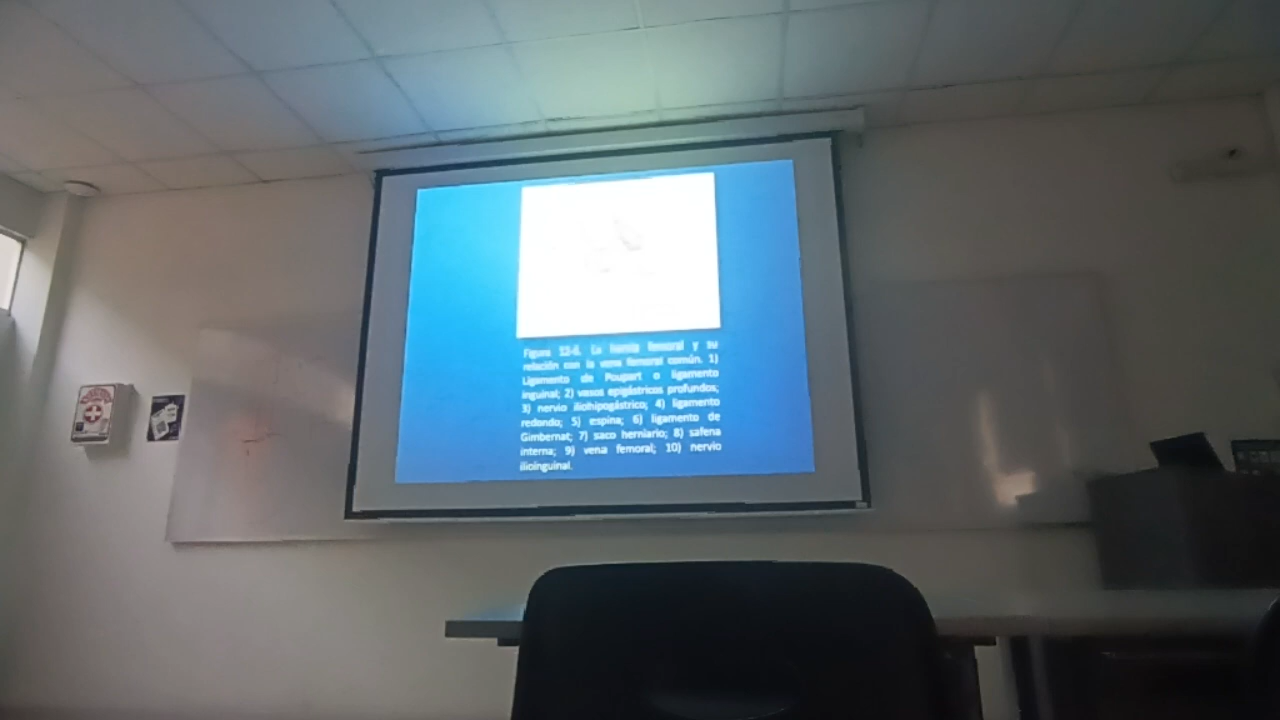 Figura 12-6. La hernia femoral y su
relación con la vena femoral común. 1)
Ligamento de Poupart o ligamento
inguinal; 2) vasos epigástricos profundos;
3) nervio iliohipogástrico; 4) ligamento
redondo; 5) espina; 6) ligamento de
Gimbernat; 7) saco herniario; 8) safena
interna; 9) vena femoral; 10) nervio
ilioinguinal.